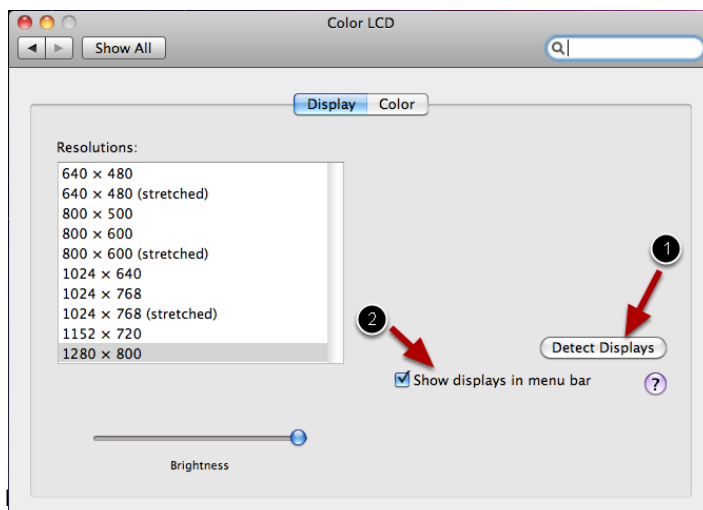 Color LCD
Show All
Display Color
Resolutions:
640 × 480
640 × 480 (stretched)
800 × 500
800 × 600
800 × 600 (stretched)
1024 × 640
1024 × 768
1024 × 768 (stretched)
1152 × 720
1280 × 800
1
2
Detect Displays
Show displays in menu bar
?
Brightness